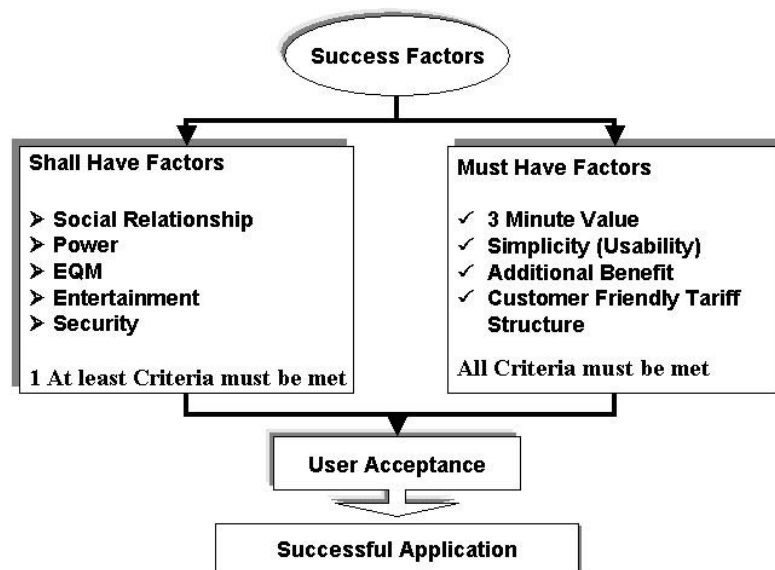 Success Factors
Shall Have Factors
➢ Social Relationship
➢ Power
➢ EQM
➢ Entertainment
➢ Security
1 At least Criteria must be met
Must Have Factors
✓ 3 Minute Value
✓ Simplicity (Usability)
✓ Additional Benefit
✓ Customer Friendly Tariff
Structure
All Criteria must be met
User Acceptance
Successful Application